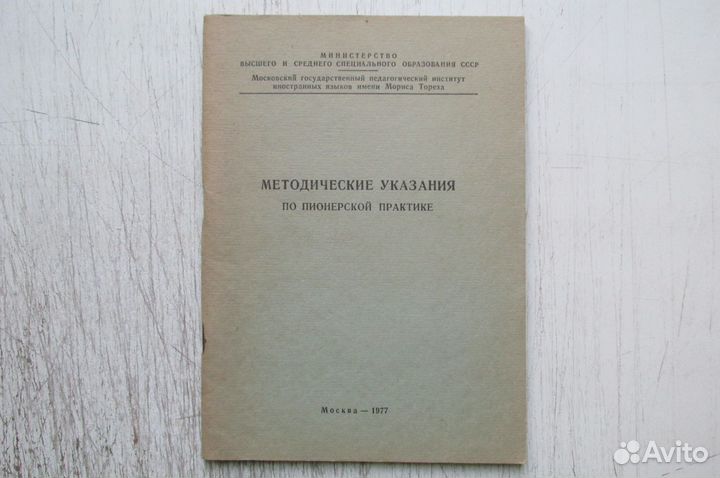 МИНИСТЕРСТВО
ВЫСШЕГО И СРЕДНЕГО СПЕЦИАЛЬНОГО ОБРАЗОВАНИЯ СССР
Московский государственный педагогический институт
иностранных языков имени Мориса Тореза
МЕТОДИЧЕСКИЕ УКАЗАНИЯ
ПО ПИОНЕРСКОЙ ПРАКТИКЕ
Москва — 1977
Avito